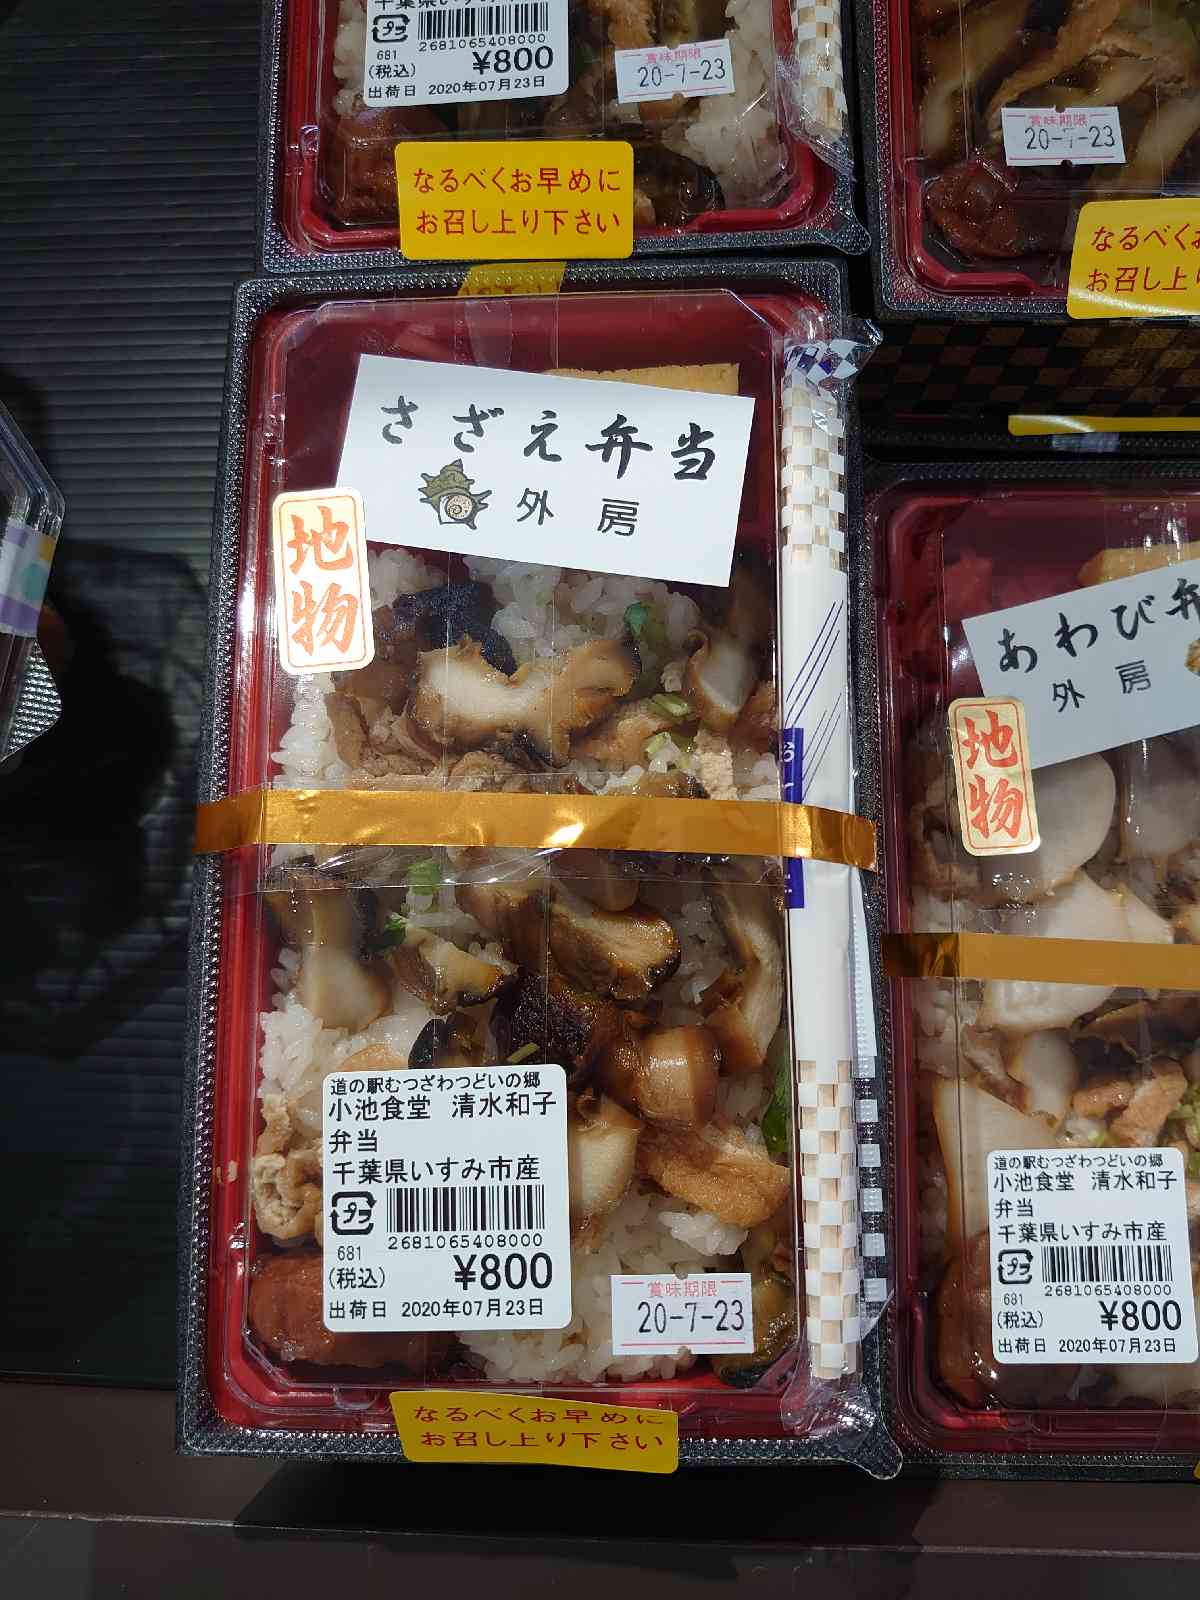 千葉県いすみ市産
2681065408000
681
(税込)
¥800
出荷日 2020年07月23日
賞味期限
20-7-23
なるべくお早めに
お召し上り下さい
賞味期限
20-7-23
なるべくお
お召し上り
さざえ弁当
外房
地物
道の駅むつざわつどいの郷
小池食堂 清水和子
弁当
千葉県いすみ市産
2681065408000
681
(税込)
¥800
出荷日 2020年07月23日
賞味期限
20-7-23
なるべくお早めに
お召し上り下さい
あわび弁
外房
地物
道の駅むつざわつどいの郷
小池食堂 清水和子
弁当
千葉県いすみ市産
2681065408000
681
(税込)
¥800
出荷日 2020年07月23日